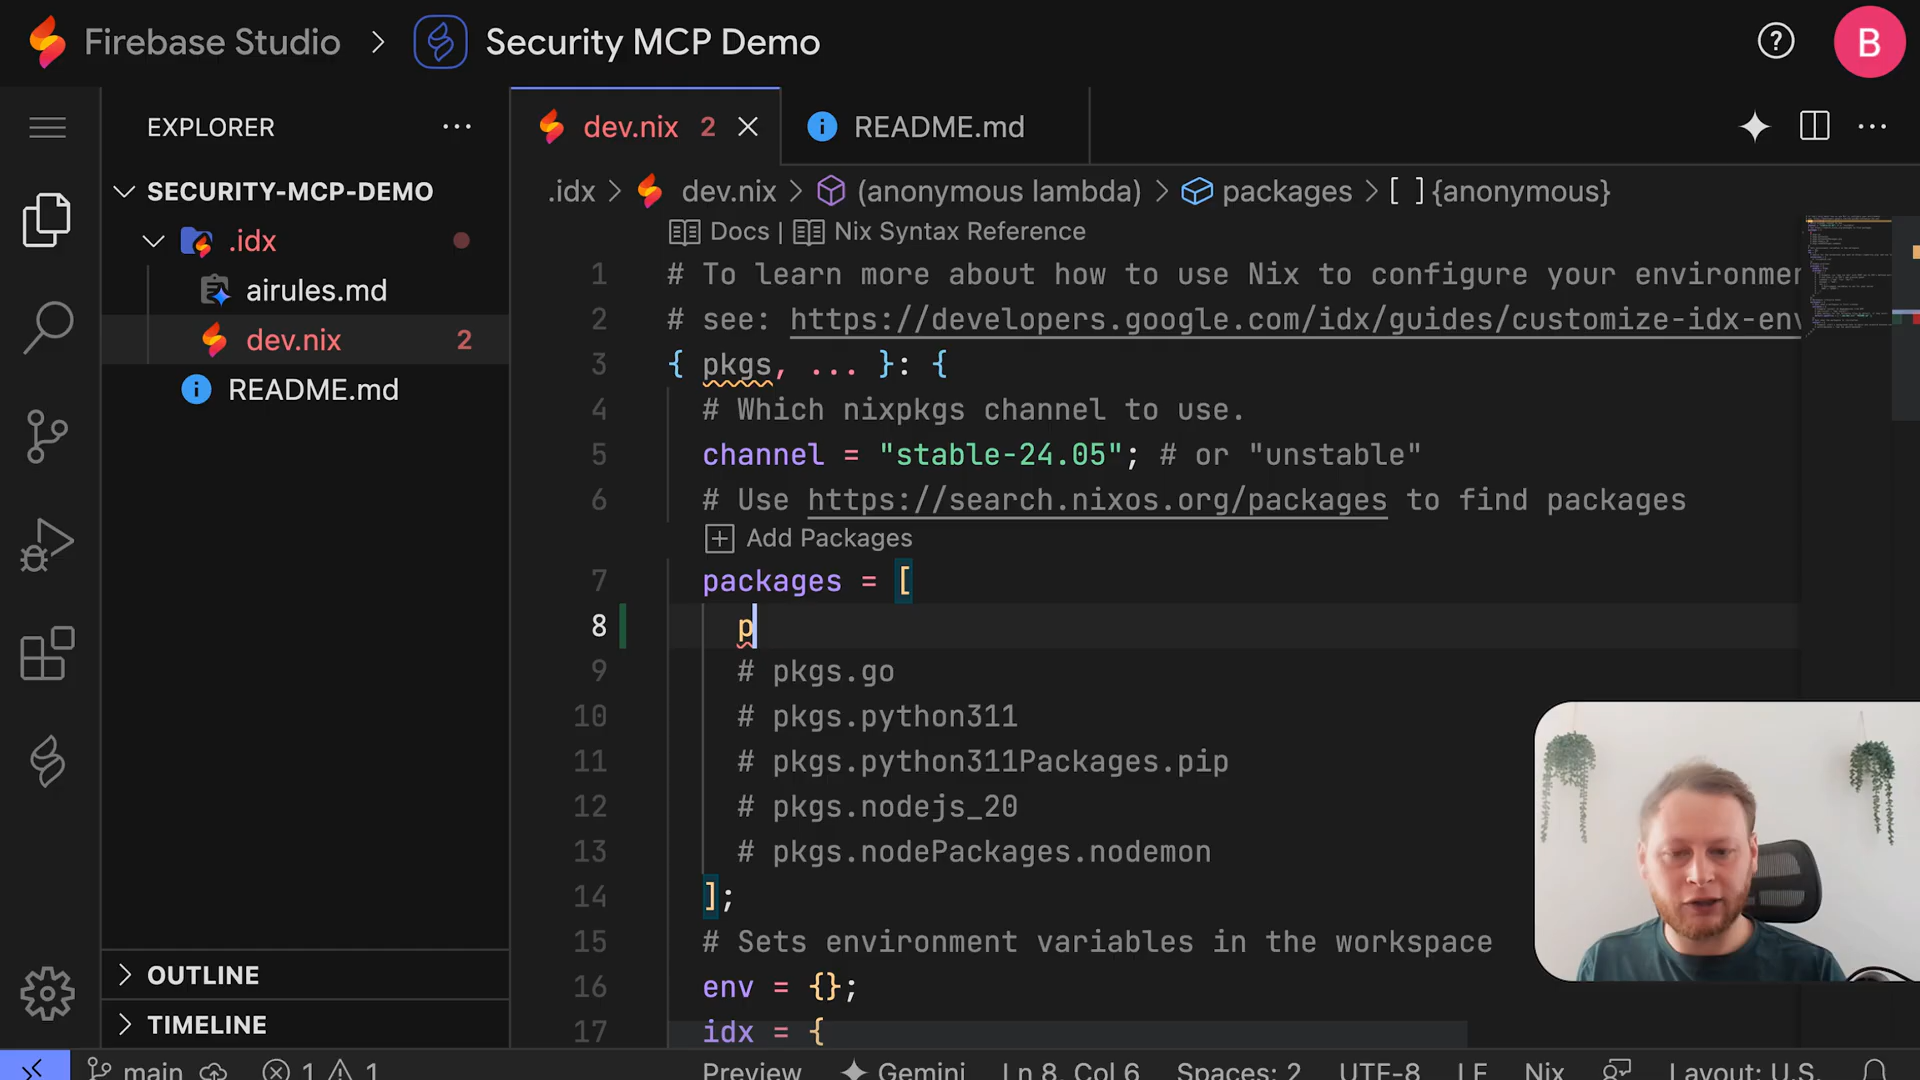 Firebase Studio > Security MCP Demo
B
EXPLORER
dev.nix 2
README.md
SECURITY-MCP-DEMO
.idx
airules.md
dev.nix 2
README.md
OUTLINE
TIMELINE
.idx > dev.nix > (anonymous lambda) > packages > [ ] {anonymous}
Docs | Nix Syntax Reference
1 # To learn more about how to use Nix to configure your environmen
2 # see: https://developers.google.com/idx/guides/customize-idx-env
3 { pkgs, ... }: {
4 # Which nixpkgs channel to use.
5 channel = "stable-24.05"; # or "unstable"
6 # Use https://search.nixos.org/packages to find packages
Add Packages
7 packages = [
8 p
9 # pkgs.go
10 # pkgs.python311
11 # pkgs.python311Packages.pip
12 # pkgs.nodejs_20
13 # pkgs.nodePackages.nodemon
14 ];
15 # Sets environment variables in the workspace
16 env = {};
17 idx = {
main 1 1 Preview Gemini Ln 8, Col 6 Spaces: 2 UTF-8 LF Nix Layout: U.S.